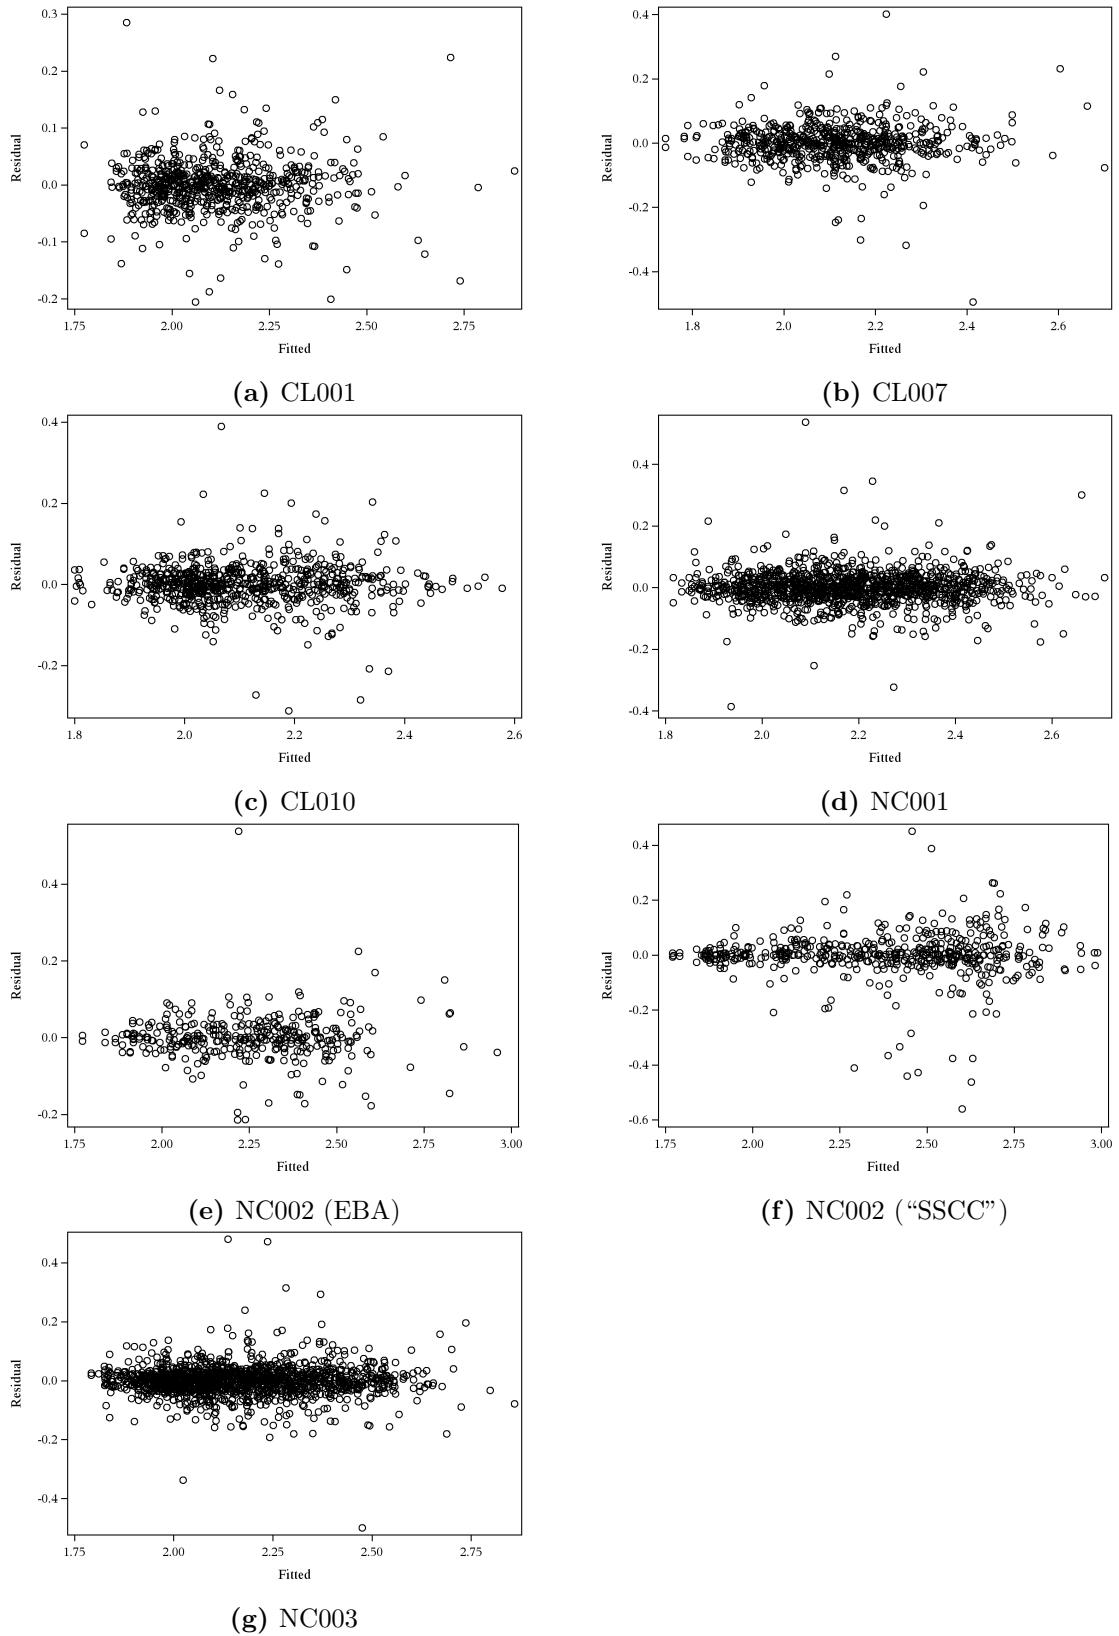 0.3
0.2
0.1
0.0
-0.1
-0.2
Residual
1.75 2.00 2.25 2.50 2.75
Fitted
(a) CL001
0.4
0.2
0.0
-0.2
-0.4
Residual
1.8 2.0 2.2 2.4 2.6
Fitted
(b) CL007
0.4
0.2
0.0
-0.2
Residual
1.8 2.0 2.2 2.4 2.6
Fitted
(c) CL010
0.4
0.2
0.0
-0.2
-0.4
Residual
1.8 2.0 2.2 2.4 2.6
Fitted
(d) NC001
0.4
0.2
0.0
-0.2
Residual
1.75 2.00 2.25 2.50 2.75 3.00
Fitted
(e) NC002 (EBA)
0.4
0.2
0.0
-0.2
-0.4
-0.6
Residual
1.75 2.00 2.25 2.50 2.75 3.00
Fitted
(f) NC002 (“SSCC”)
0.4
0.2
0.0
-0.2
-0.4
Residual
1.75 2.00 2.25 2.50 2.75
Fitted
(g) NC003